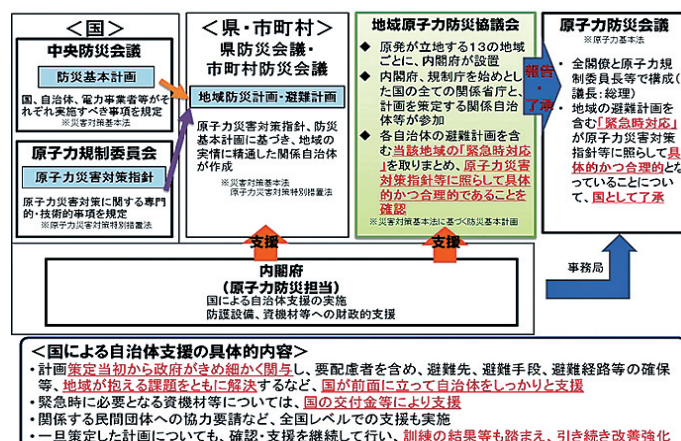 ＜国＞
中央防災会議
防災基本計画
国、自治体、電力事業者等がそ
れぞれ実施すべき事項を規定
※災害対策基本法
原子力規制委員会
原子力災害対策指針
原子力災害対策に関する専門
的・技術的事項を規定
※原子力災害対策特別措置法
＜県・市町村＞
県防災会議・
市町村防災会議
地域防災計画・避難計画
原子力災害対策指針、防災
基本計画に基づき、地域の
実情に精通した関係自治体
が作成
※災害対策基本法
原子力災害対策特別措置法
地域原子力防災協議会
◆ 原発が立地する13の地域
ごとに、内閣府が設置
◆ 内閣府、規制庁を始めとし
た国の全ての関係省庁と、
計画を策定する関係自治
体等が参加
◆ 各自治体の避難計画を含
む当該地域の「緊急時対応」
を取りまとめ、原子力災害
対策指針等に照らして具体
的かつ合理的であることを
確認
※災害対策基本法に基づく防災基本計画
報告・了承
原子力防災会議
※原子力基本法
・ 全閣僚と原子力規
制委員長等で構成（
議長：総理）
・ 地域の避難計画を
含む「緊急時対応」
が原子力災害対策
指針等に照らして具
体的かつ合理的とな
っていることについ
て、国として了承
支援
支援
事務局
内閣府
（原子力防災担当）
国による自治体支援の実施
防護設備、資機材等への財政的支援
＜国による自治体支援の具体的内容＞
・計画策定当初から政府がきめ細かく関与し、要配慮者を含め、避難先、避難手段、避難経路等の確保
等、地域が抱える課題をともに解決するなど、国が前面に立って自治体をしっかりと支援
・緊急時に必要となる資機材等については、国の交付金等により支援
・関係する民間団体への協力要請など、全国レベルでの支援も実施
・一旦策定した計画についても、確認・支援を継続して行い、訓練の結果等も踏まえ、引き続き改善強化